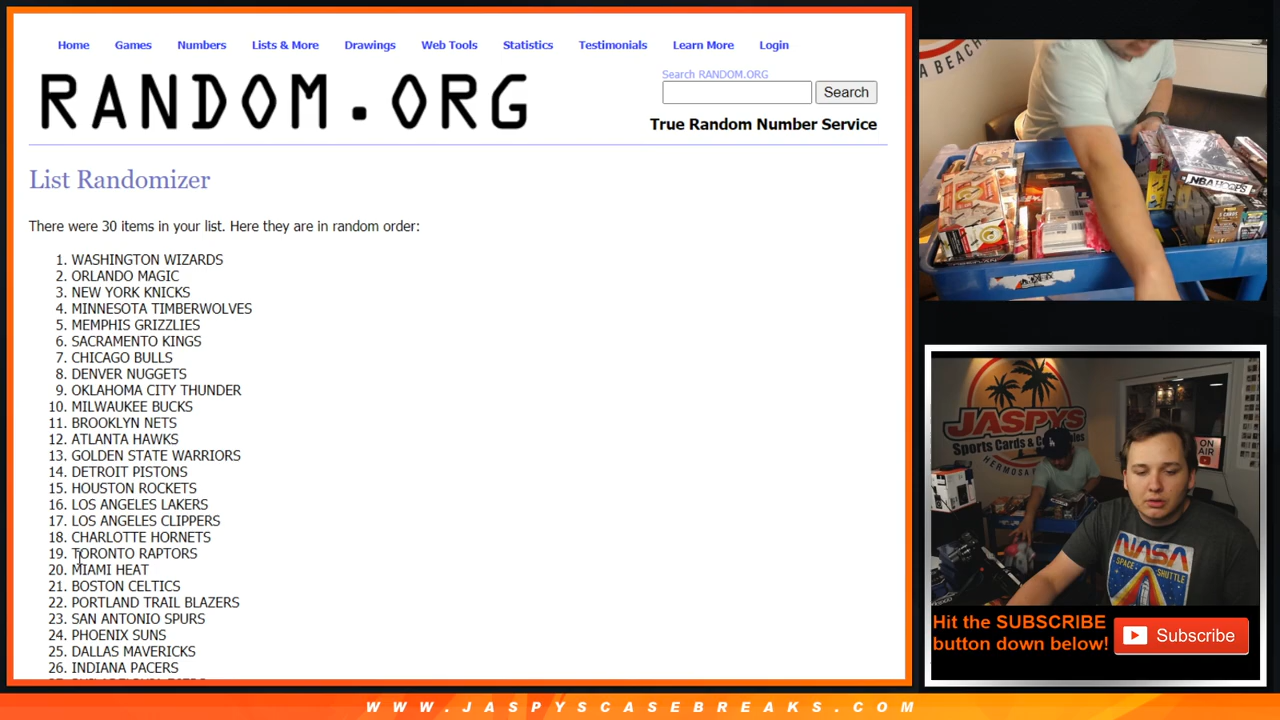 Home Games Numbers Lists & More Drawings Web Tools Statistics Testimonials Learn More Login
RANDOM.ORG
Search RANDOM.ORG
Search
True Random Number Service
List Randomizer
There were 30 items in your list. Here they are in random order:
1. WASHINGTON WIZARDS
2. ORLANDO MAGIC
3. NEW YORK KNICKS
4. MINNESOTA TIMBERWOLVES
5. MEMPHIS GRIZZLIES
6. SACRAMENTO KINGS
7. CHICAGO BULLS
8. DENVER NUGGETS
9. OKLAHOMA CITY THUNDER
10. MILWAUKEE BUCKS
11. BROOKLYN NETS
12. ATLANTA HAWKS
13. GOLDEN STATE WARRIORS
14. DETROIT PISTONS
15. HOUSTON ROCKETS
16. LOS ANGELES LAKERS
17. LOS ANGELES CLIPPERS
18. CHARLOTTE HORNETS
19. TORONTO RAPTORS
20. MIAMI HEAT
21. BOSTON CELTICS
22. PORTLAND TRAIL BLAZERS
23. SAN ANTONIO SPURS
24. PHOENIX SUNS
25. DALLAS MAVERICKS
26. INDIANA PACERS
A BEACH
NBA HOOPS
JASPYS
Sports Cards & Collectibles
HERMOSA
ON
AIR
NASA
SPACE SHUTTLE
Hit the SUBSCRIBE
button down below!
Subscribe
WWW.JASPYSCASEBREAKS.COM